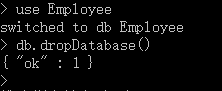 > use Employee
switched to db Employee
> db.dropDatabase()
{ "ok" : 1 }
>